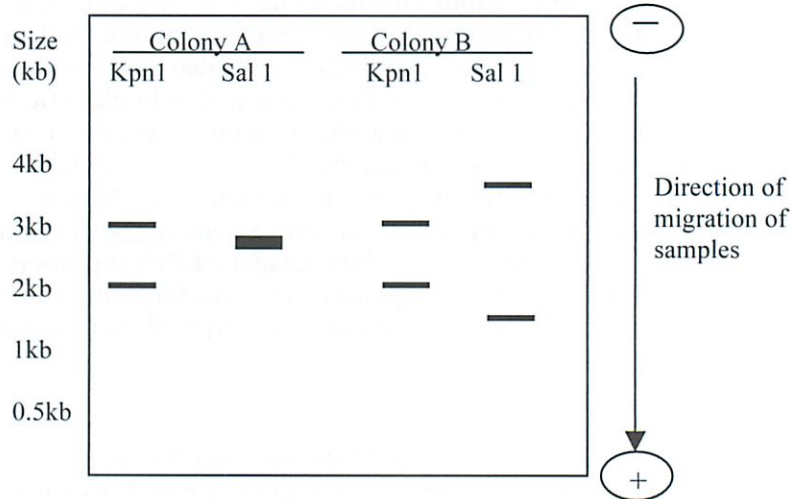 Size
(kb)
Colony A
Colony B
Kpn1
Sal 1
Kpn1
Sal 1
4kb
3kb
2kb
1kb
0.5kb
Direction of
migration of
samples
−
+